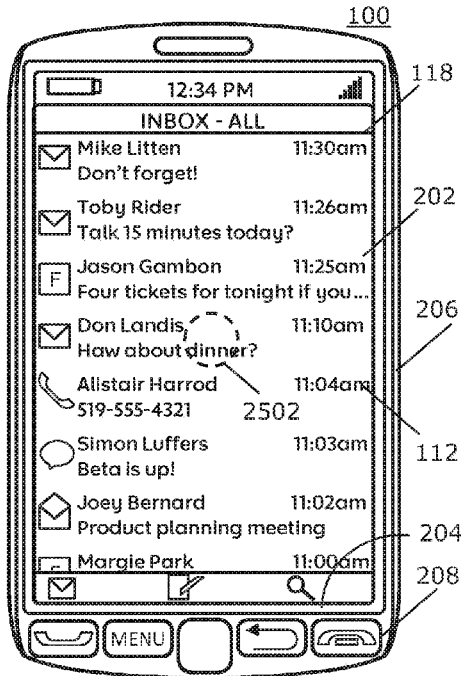 100
12:34 PM
118
INBOX - ALL
Mike Litten 11:30am
Don't forget!
202
Toby Rider 11:26am
Talk 15 minutes today?
F Jason Gambon 11:25am
Four tickets for tonight if you...
206
Don Landis 11:10am
Haw about dinner?
Alistair Harrod 11:04am
519-555-4321 2502
112
Simon Luffers 11:03am
Beta is up!
Joey Bernard 11:02am
Product planning meeting
204
Margie Park 11:00am
208
MENU